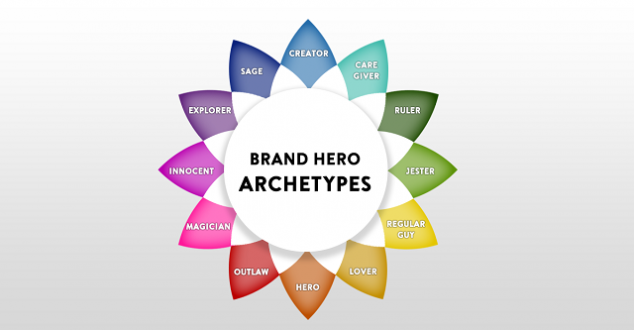 CREATOR
CARE
GIVER
RULER
JESTER
REGULAR
GUY
LOVER
HERO
OUTLAW
MAGICIAN
INNOCENT
EXPLORER
SAGE
BRAND HERO
ARCHETYPES